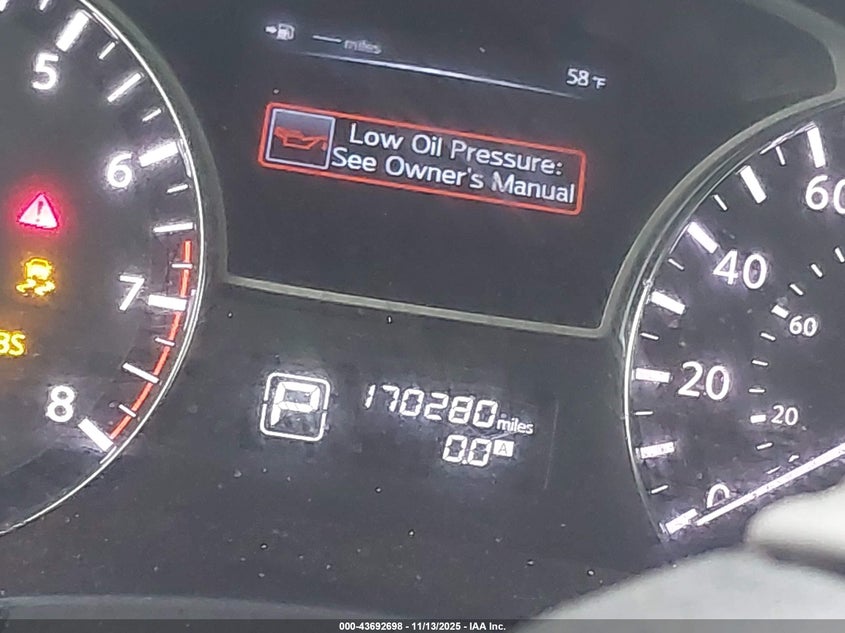 miles
58°F
Low Oil Pressure:
See Owner's Manual
5
6
7
8
BS
P
170280 miles
0.0 A
60
40
20
0
60
20
000-43692698 - 11/13/2025 - IAA Inc.